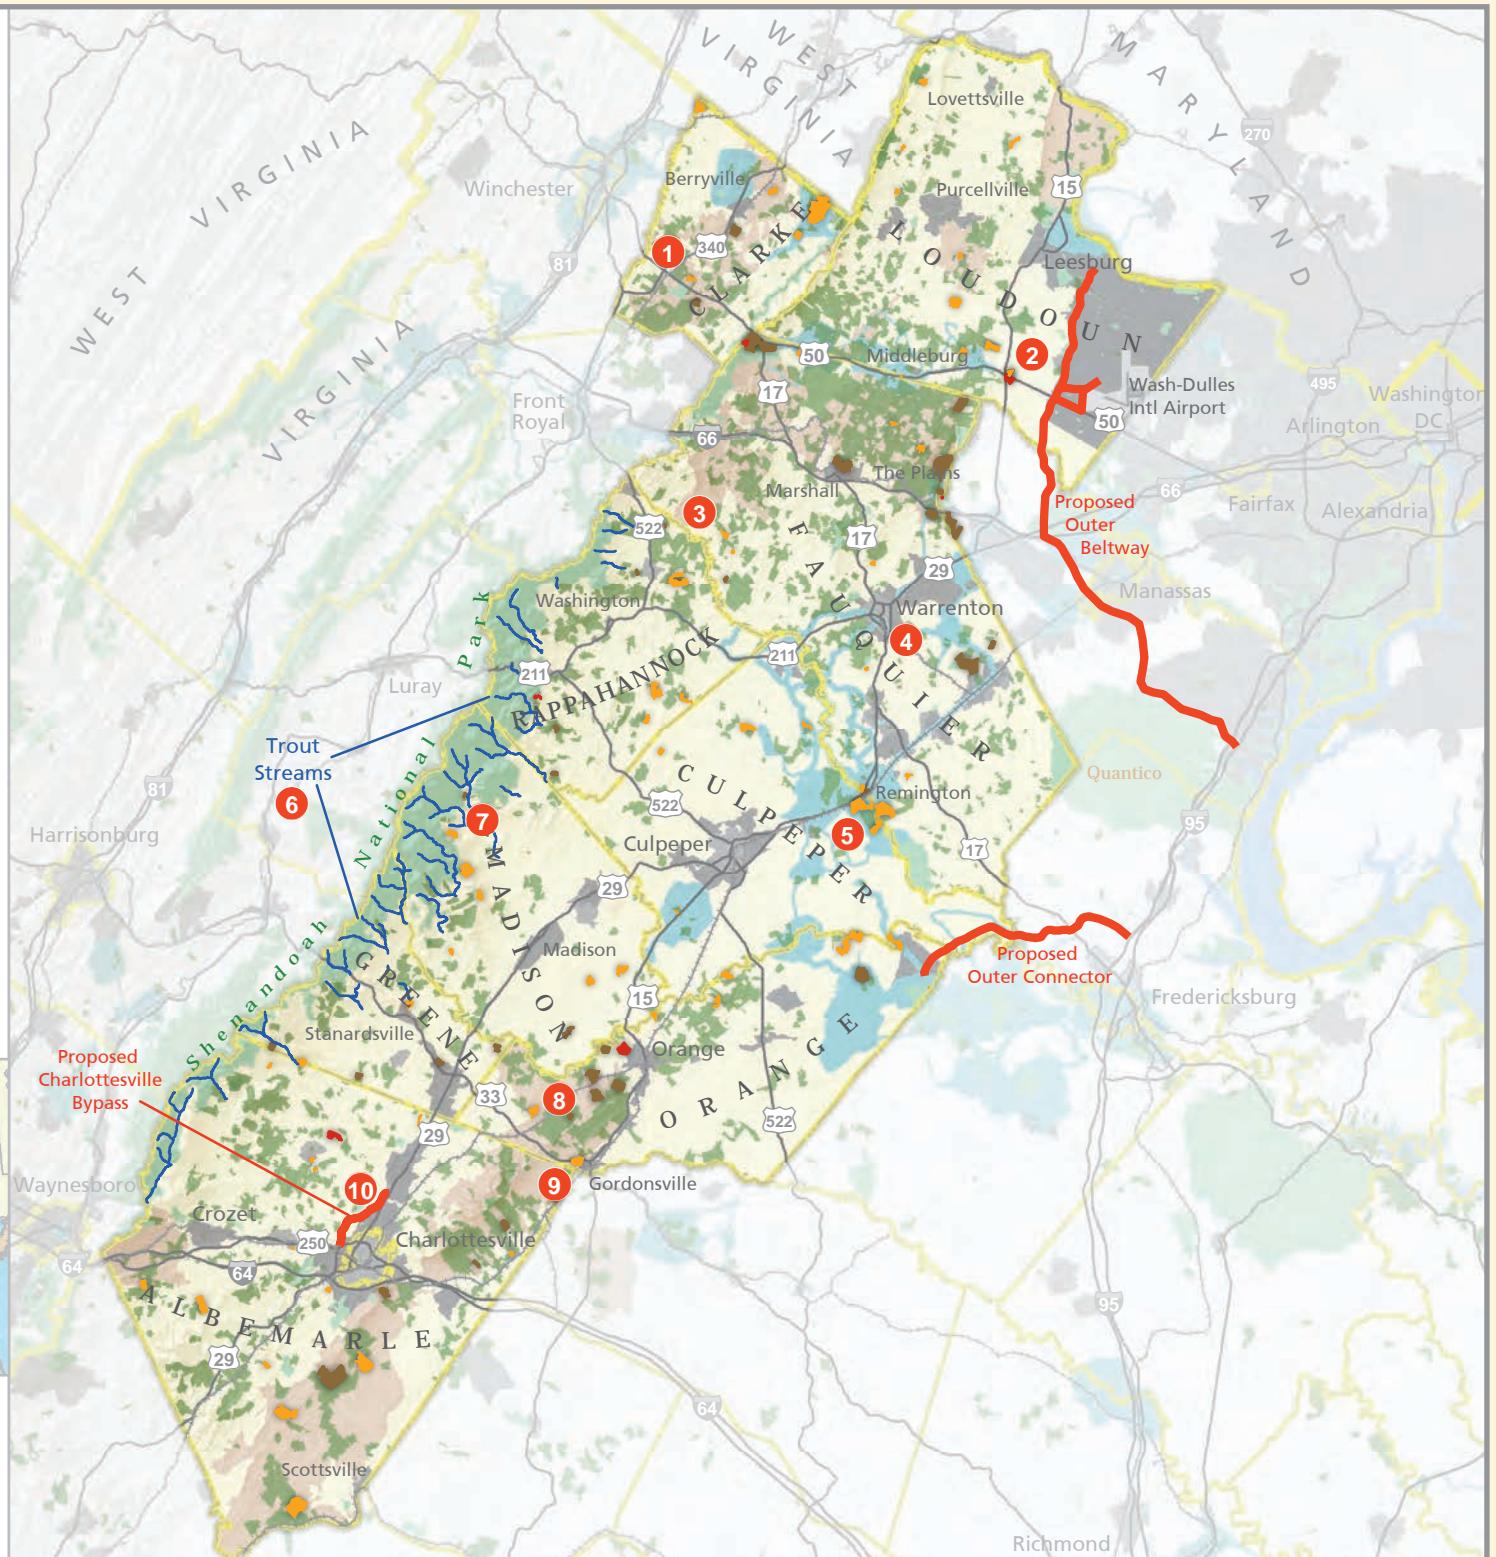 WEST
VIRGINIA
MARYLAND
270
Lovettsville
WEST VIRGINIA
Winchester
Berryville
Purcellville
15
CLARKE
LOUDOUN
1
340
81
Leesburg
WEST
VIRGINIA
50
Middleburg
2
Wash-Dulles
Intl Airport
50
495
Washington
DC
Arlington
17
Front
Royal
66
The Plains
Marshall
66
Fairfax
Alexandria
Proposed
Outer
Beltway
3
522
17
FAUQUIER
29
Manassas
Washington
Warrenton
4
211
RAPPAHANNOCK
211
Luray
Shenandoah National Park
Trout
Streams
6
81
Harrisonburg
Quantico
7
522
CULPEPER
Remington
5
95
17
Culpeper
MADISON
29
Madison
Proposed
Outer Connector
Fredericksburg
15
GREENE
Stanardsville
Orange
ORANGE
Proposed
Charlottesville
Bypass
33
8
522
29
9
Gordonsville
Waynesboro
10
Crozet
250
Charlottesville
64
64
ALBEMARLE
95
29
64
Scottsville
Richmond